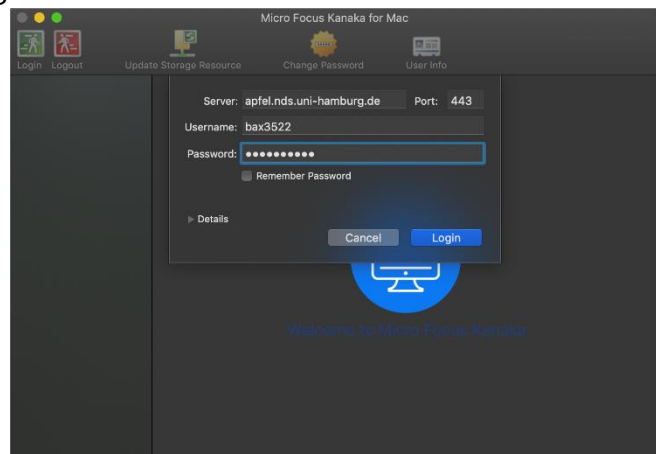 Micro Focus Kanaka for Mac
Login Logout Update Storage Resource Change Password User Info
Server: apfel.nds.uni-hamburg.de Port: 443
Username: bax3522
Password: ●●●●●●●●●●
Remember Password
Details
Cancel Login
Welcome to Micro Focus Kanaka